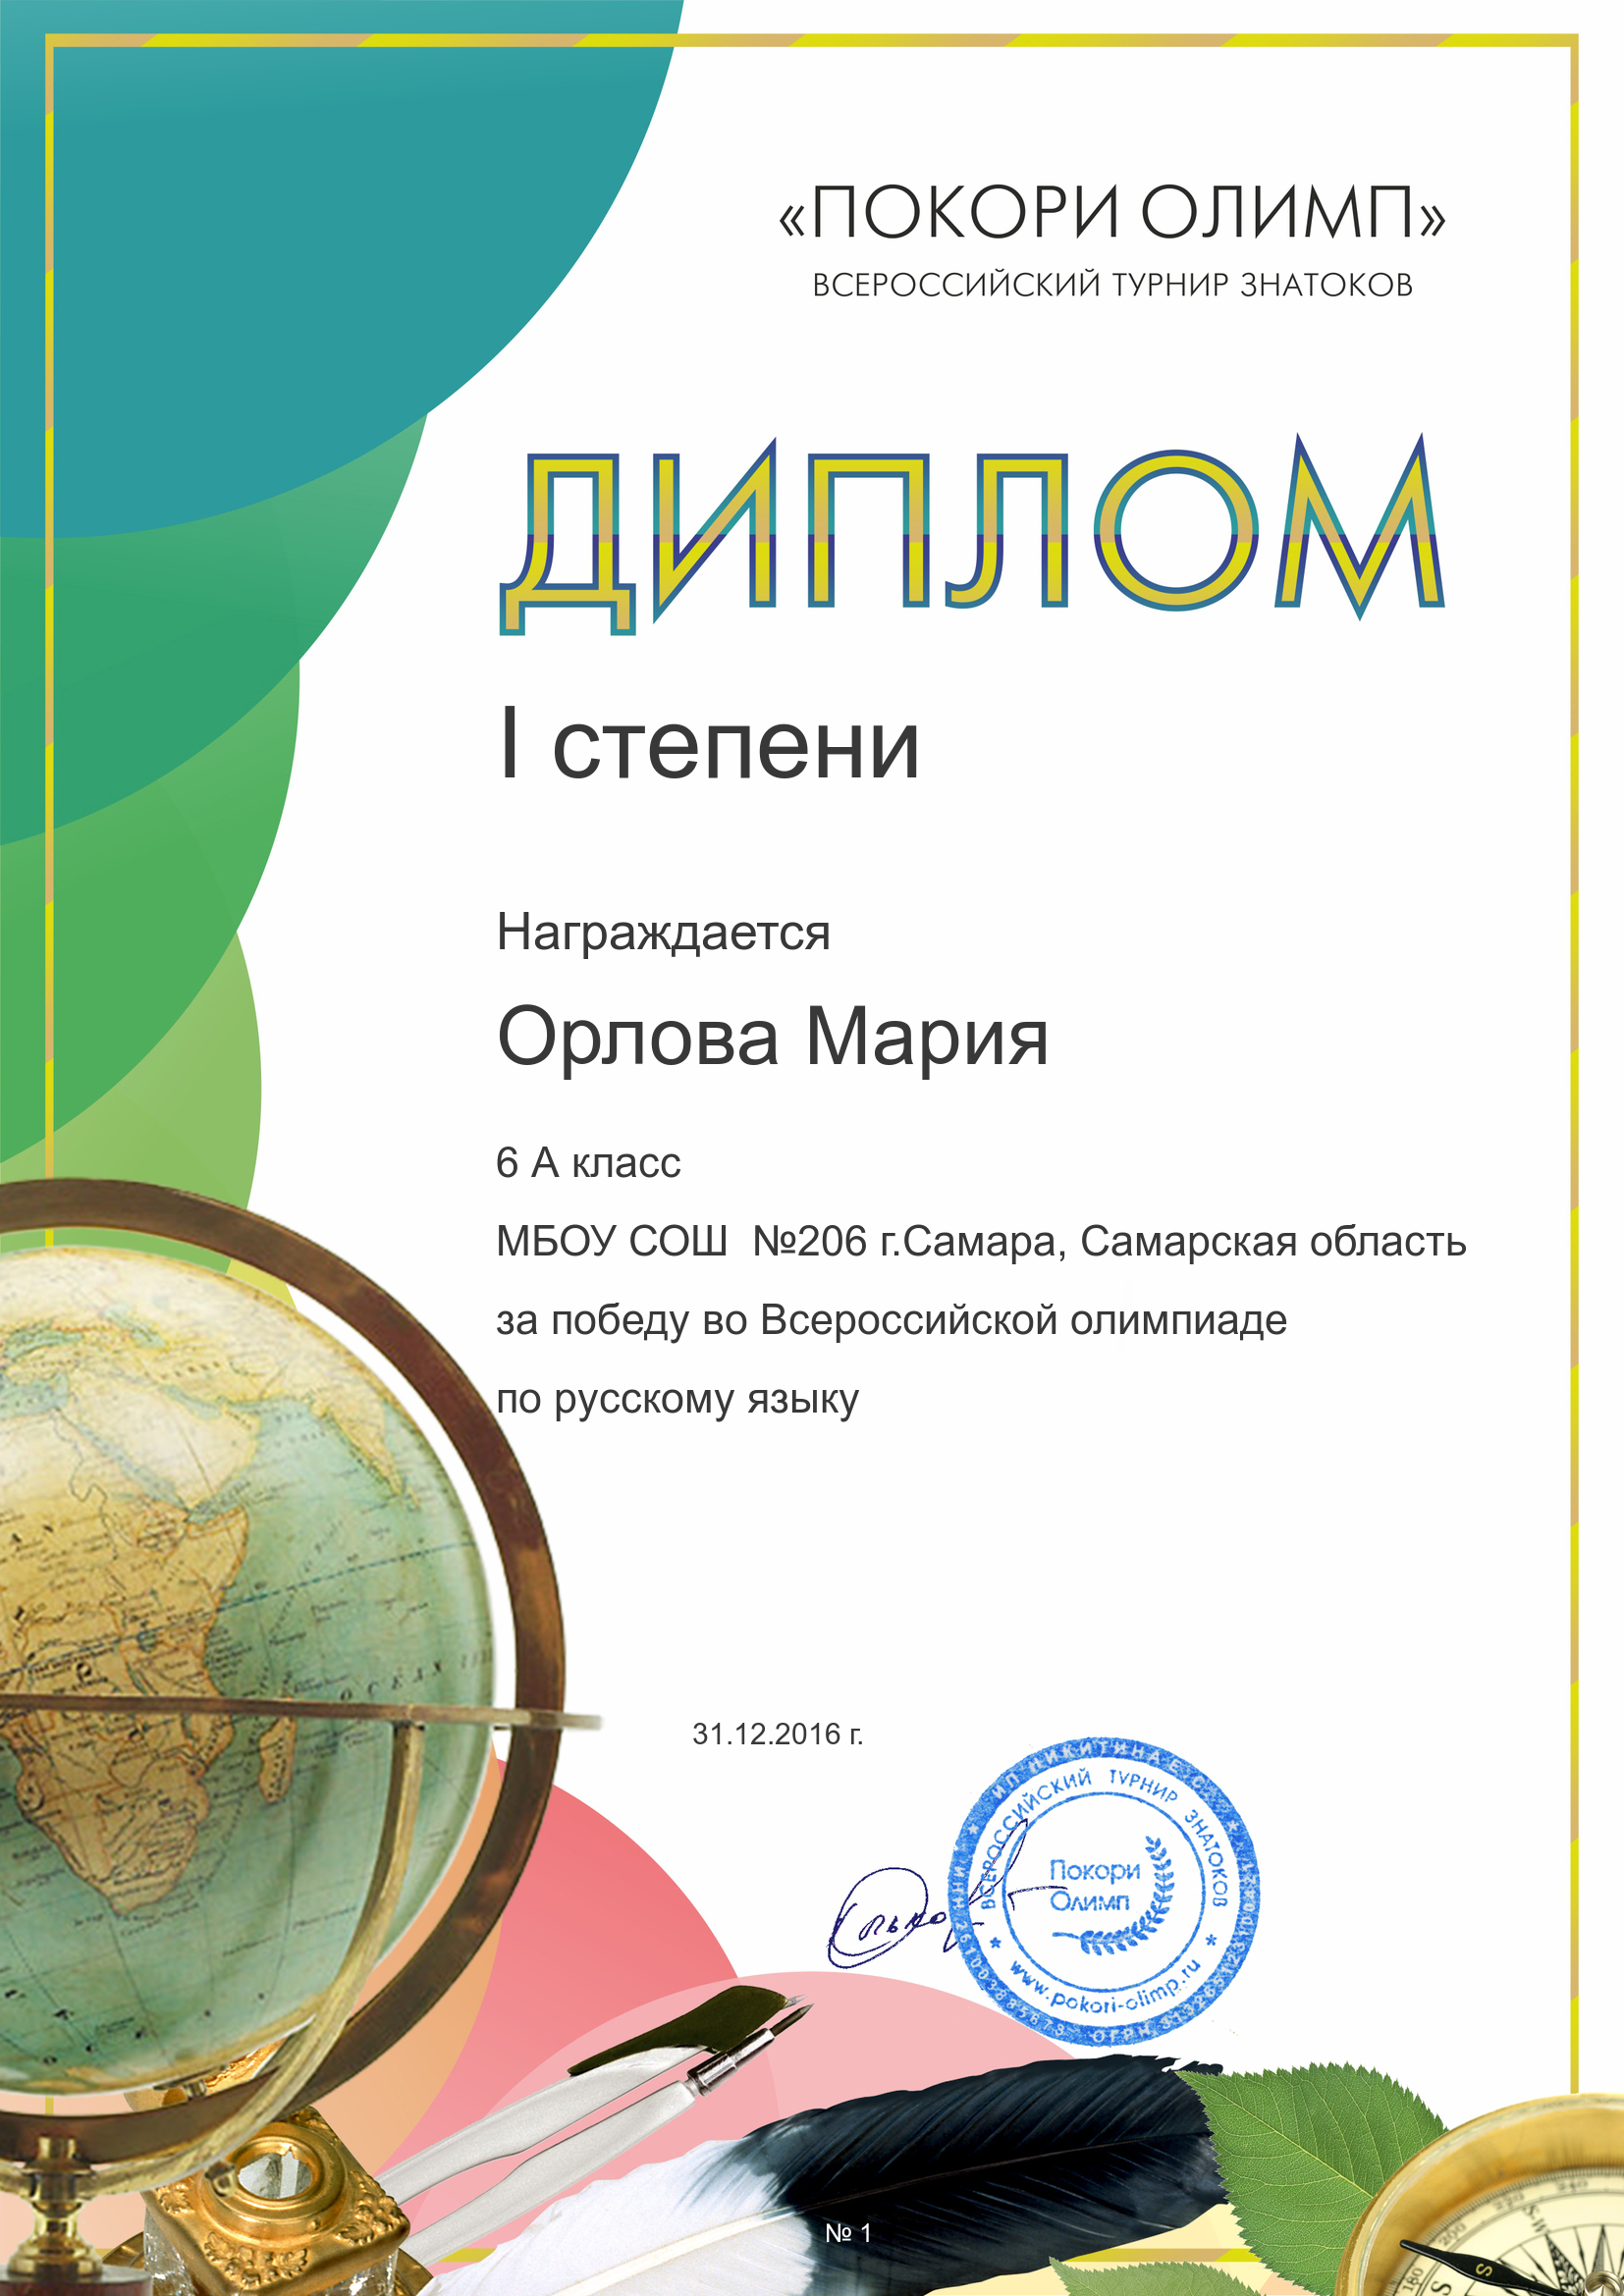 «ПОКОРИ ОЛИМП»
ВСЕРОССИЙСКИЙ ТУРНИР ЗНАТОКОВ
ДИПЛОМ
I степени
Награждается
Орлова Мария
6 А класс
МБОУ СОШ №206 г.Самара, Самарская область
за победу во Всероссийской олимпиаде
по русскому языку
31.12.2016 г.
ИП НИКИТИНА Е.С.
ВСЕРОССИЙСКИЙ ТУРНИР ЗНАТОКОВ
Покори
Олимп
www.pokori-olimp.ru
ОГРН
№ 1